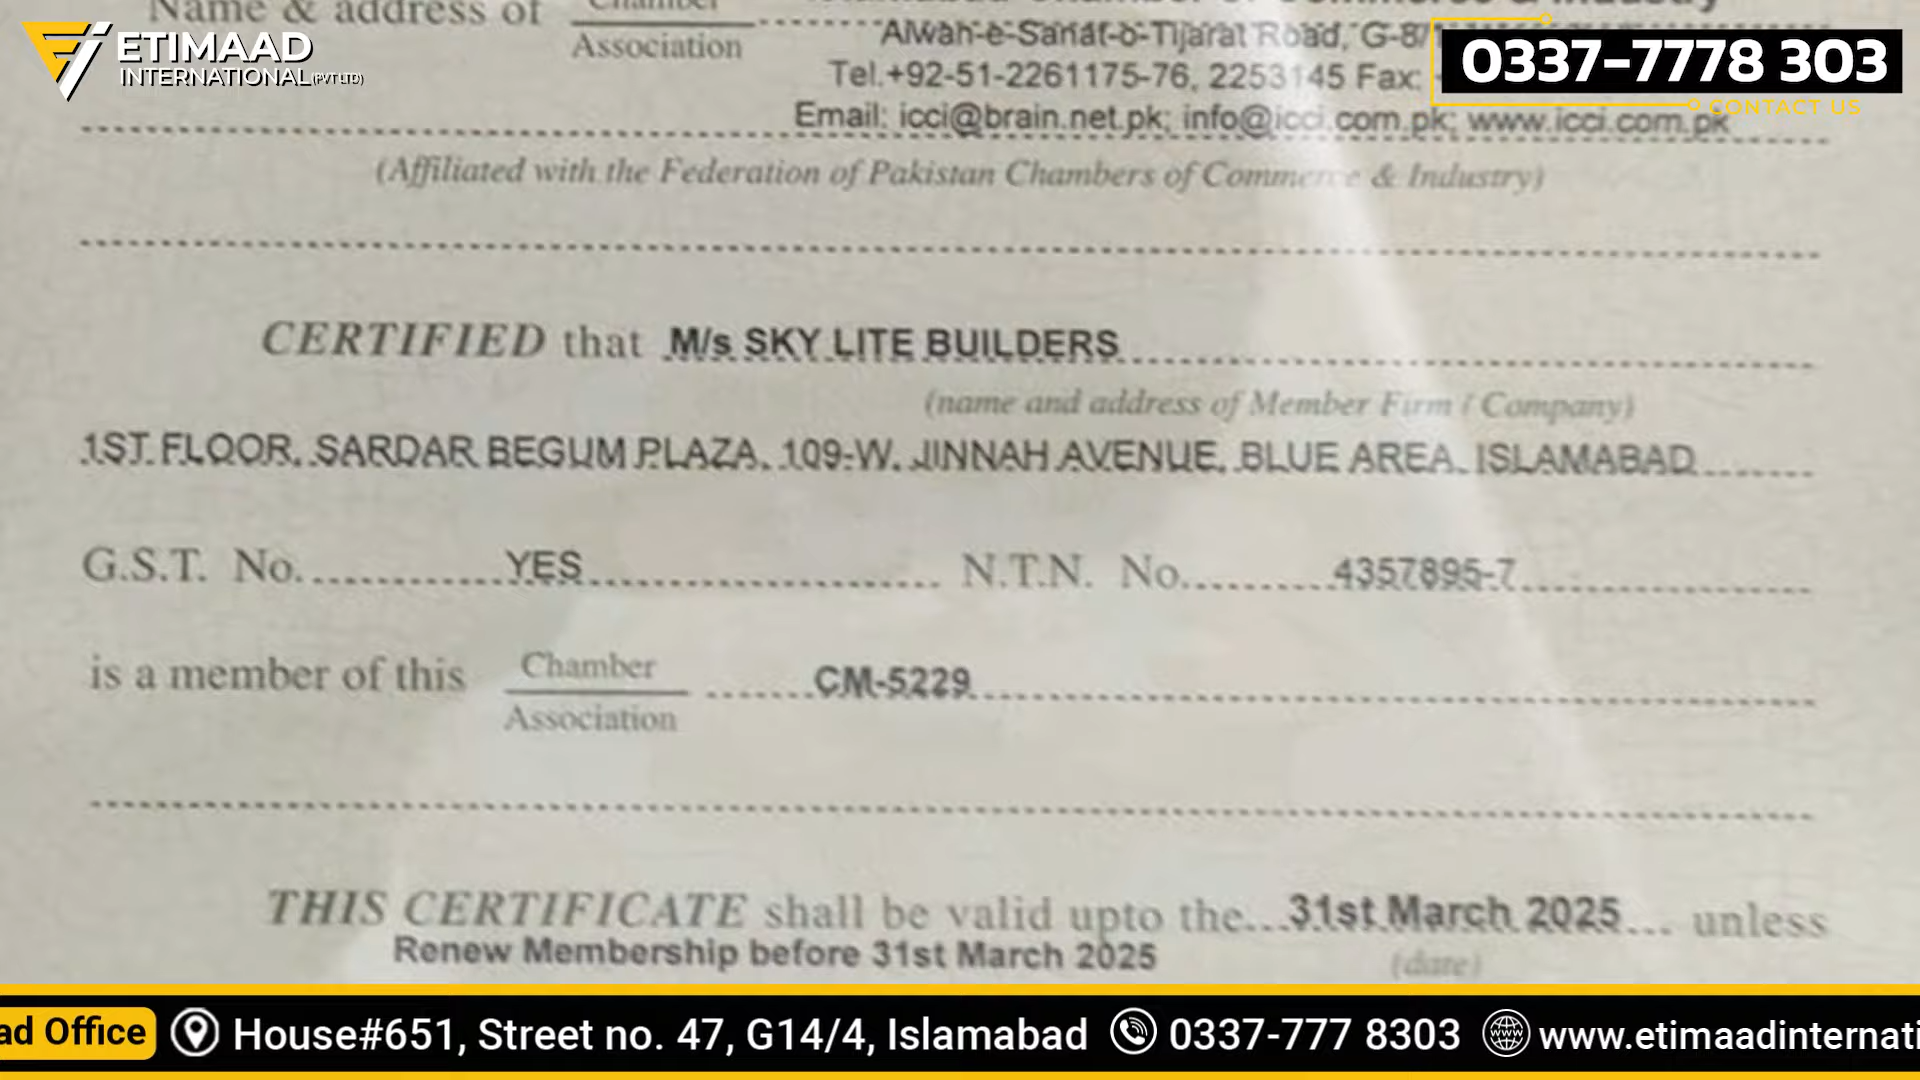 Name & address of
Chamber
Association
Alwan-e-Sanat-o-Tijarat Road, G-8/
Tel.+92-51-2261175-76, 2253145 Fax:
Email: icci@brain.net.pk; info@icci.com.pk; www.icci.com.pk
(Affiliated with the Federation of Pakistan Chambers of Commerce & Industry)
CERTIFIED that M/s SKY LITE BUILDERS
(name and address of Member Firm / Company)
1ST FLOOR, SARDAR BEGUM PLAZA, 109-W, JINNAH AVENUE, BLUE AREA, ISLAMABAD
G.S.T. No. YES N.T.N. No. 4357895-7
is a member of this Chamber CM-5229
Association
THIS CERTIFICATE shall be valid upto the...31st March 2025... unless
Renew Membership before 31st March 2025 (date)
ETIMAAD
INTERNATIONAL (PVT LTD)
0337-7778 303
CONTACT US
ad Office House#651, Street no. 47, G14/4, Islamabad 0337-777 8303 www.etimaadinternati